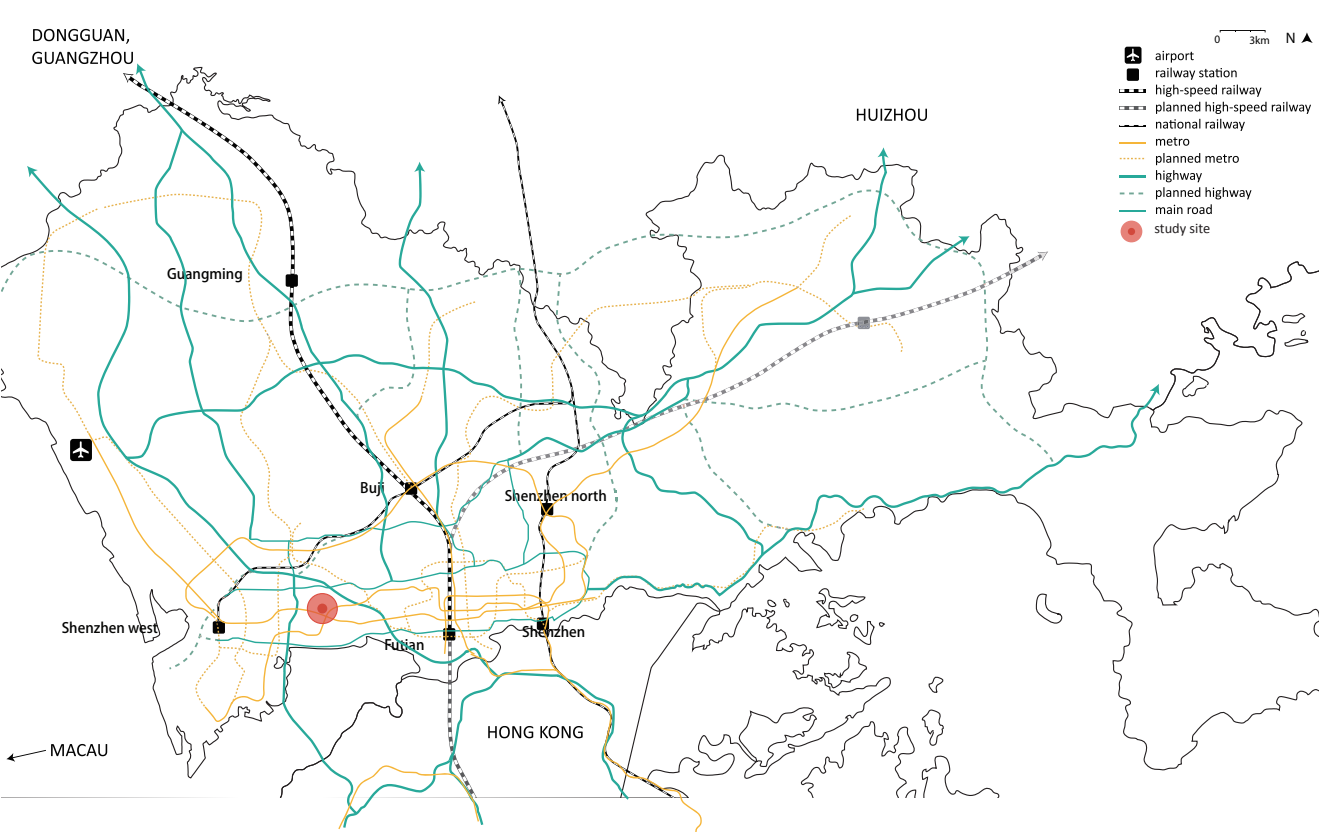 DONGGUAN,
GUANGZHOU
0 3km N
airport
railway station
high-speed railway
planned high-speed railway
national railway
metro
planned metro
highway
planned highway
main road
study site
HUIZHOU
Guangming
Buji
Shenzhen north
Shenzhen west
Shenzhen
Futian
HONG KONG
MACAU